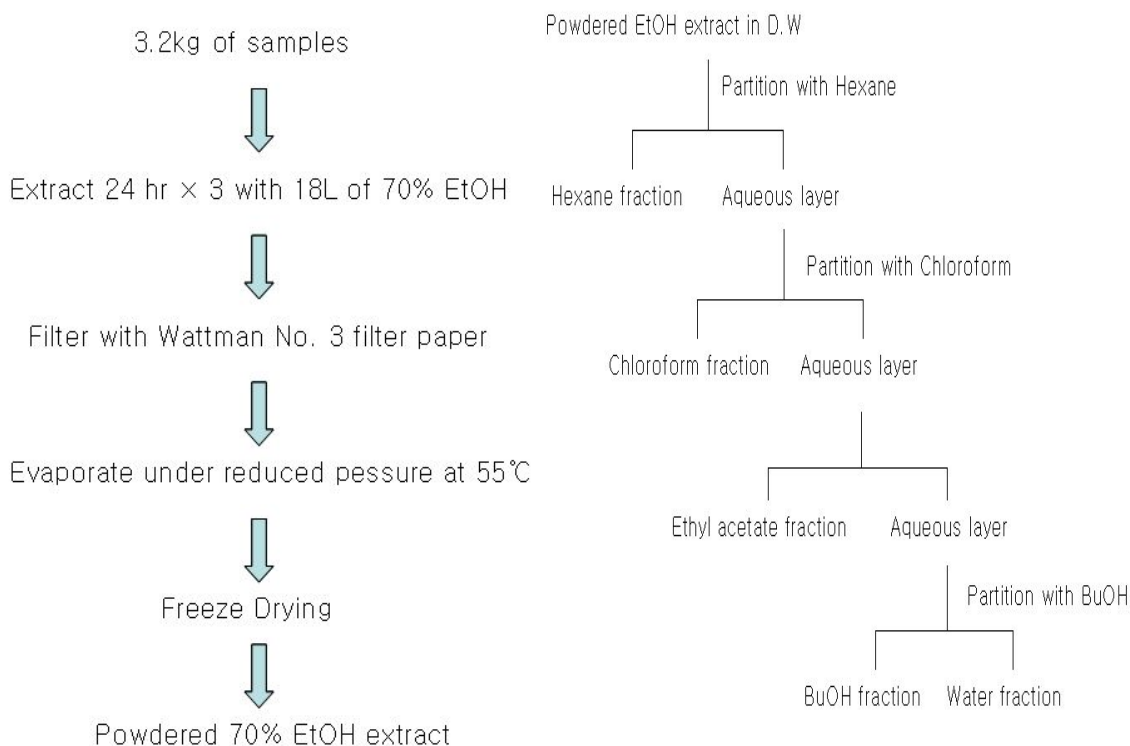 3.2kg of samples
Extract 24 hr × 3 with 18L of 70% EtOH
Filter with Wattman No. 3 filter paper
Evaporate under reduced pessure at 55℃
Freeze Drying
Powdered 70% EtOH extract
Powdered EtOH extract in D.W
Partition with Hexane
Hexane fraction
Aqueous layer
Partition with Chloroform
Chloroform fraction
Aqueous layer
Ethyl acetate fraction
Aqueous layer
Partition with BuOH
BuOH fraction
Water fraction